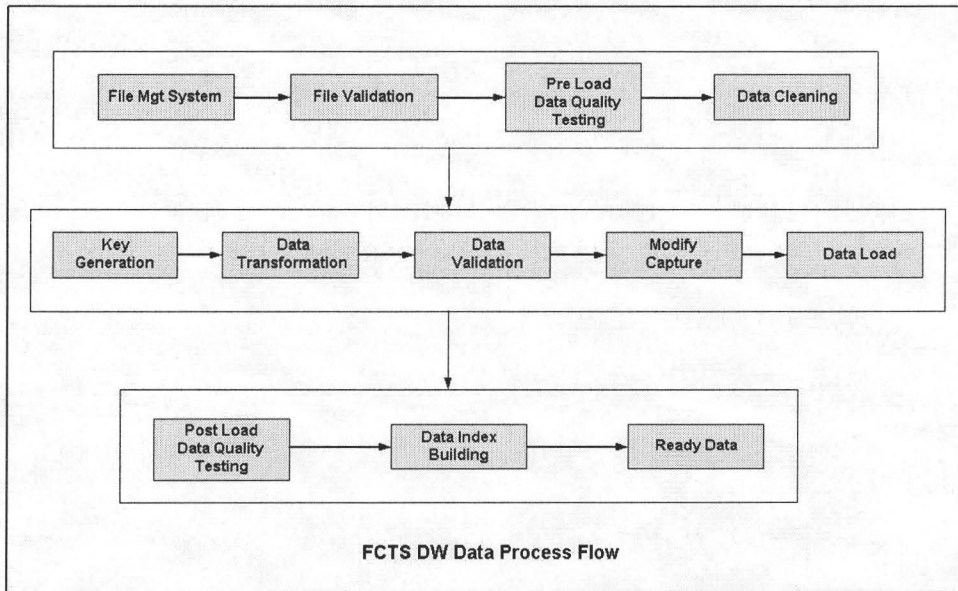 File Mgt System
File Validation
Pre Load
Data Quality
Testing
Data Cleaning
Key
Generation
Data
Transformation
Data
Validation
Modify
Capture
Data Load
Post Load
Data Quality
Testing
Data Index
Building
Ready Data
FCTS DW Data Process Flow